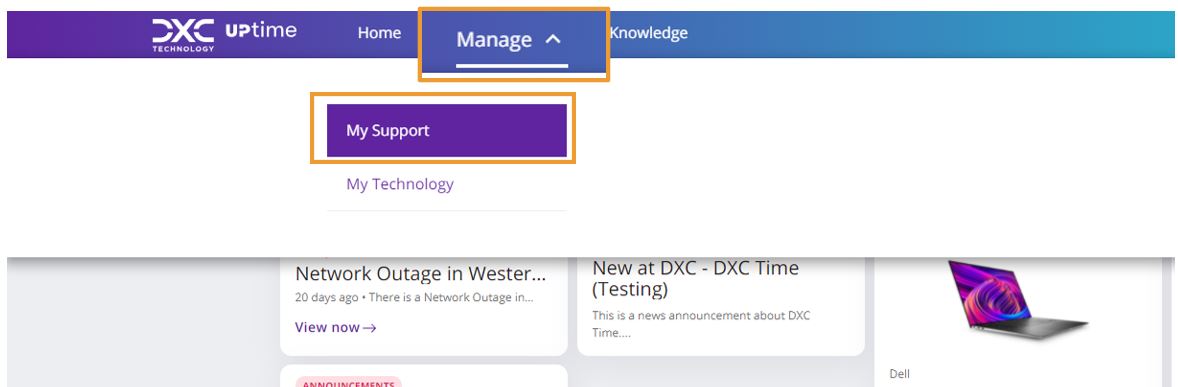 DXC TECHNOLOGY UPtime Home Manage Knowledge
My Support
My Technology
Network Outage in Wester...
20 days ago • There is a Network Outage in...
View now
New at DXC - DXC Time
(Testing)
This is a news announcement about DXC
Time....
Dell
ANNOUNCEMENTS